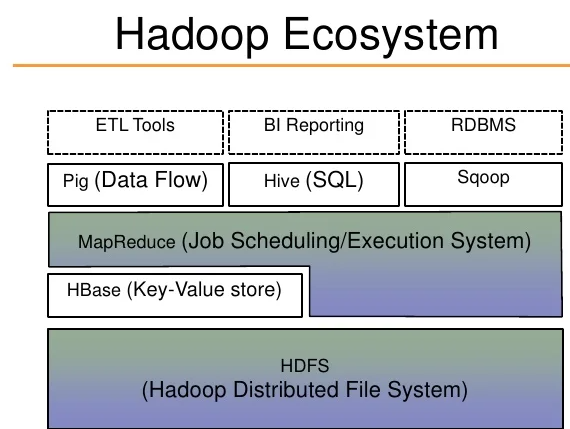 Hadoop Ecosystem
ETL Tools
BI Reporting
RDBMS
Pig (Data Flow)
Hive (SQL)
Sqoop
MapReduce (Job Scheduling/Execution System)
HBase (Key-Value store)
HDFS
(Hadoop Distributed File System)